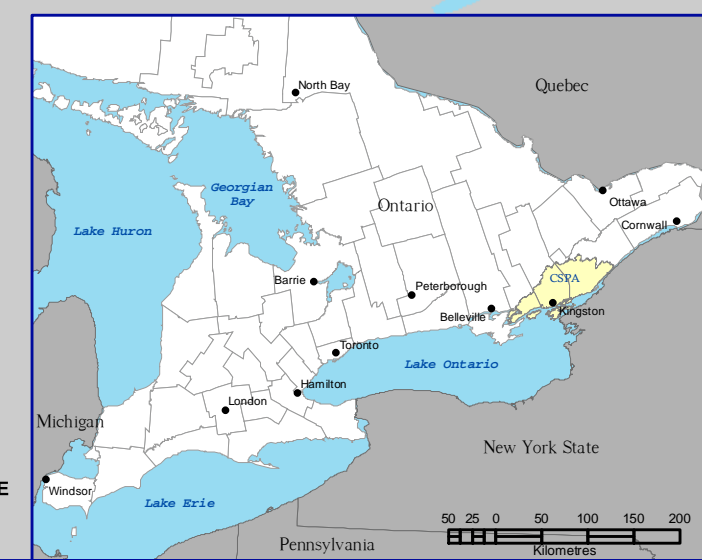 North Bay
Quebec
Georgian
Bay
Ottawa
Ontario
Cornwall
Lake Huron
CSPA
Barrie
Peterborough
Belleville
Kingston
Toronto
Lake Ontario
Hamilton
London
Michigan
New York State
E
Windsor
Lake Erie
50 25 0 50 100 150 200
Kilometres
Pennsylvania